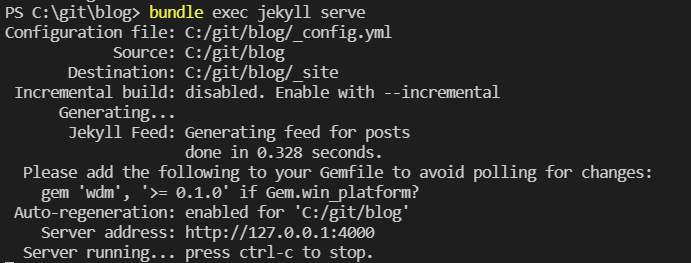 PS C:\git\blog> bundle exec jekyll serve
Configuration file: C:/git/blog/_config.yml
Source: C:/git/blog
Destination: C:/git/blog/_site
Incremental build: disabled. Enable with --incremental
Generating...
Jekyll Feed: Generating feed for posts
done in 0.328 seconds.
Please add the following to your Gemfile to avoid polling for changes:
gem 'wdm', '>= 0.1.0' if Gem.win_platform?
Auto-regeneration: enabled for 'C:/git/blog'
Server address: http://127.0.0.1:4000
Server running... press ctrl-c to stop.